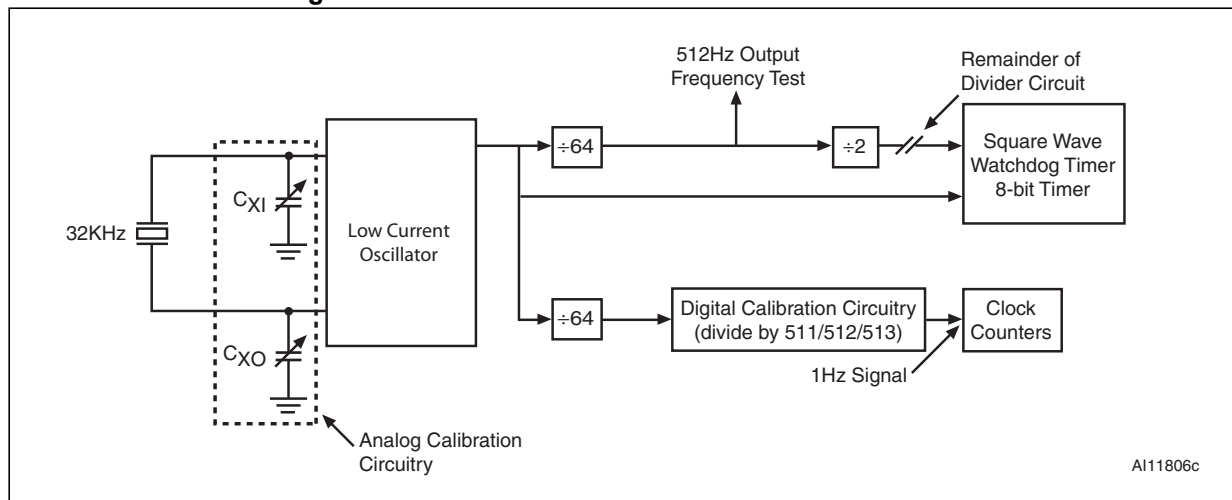 512Hz Output
Frequency Test
Remainder of
Divider Circuit
÷64
÷2
Square Wave
Watchdog Timer
8-bit Timer
CXI
32KHz
Low Current
Oscillator
CXO
÷64
Digital Calibration Circuitry
(divide by 511/512/513)
Clock
Counters
1Hz Signal
Analog Calibration
Circuitry
AI11806c